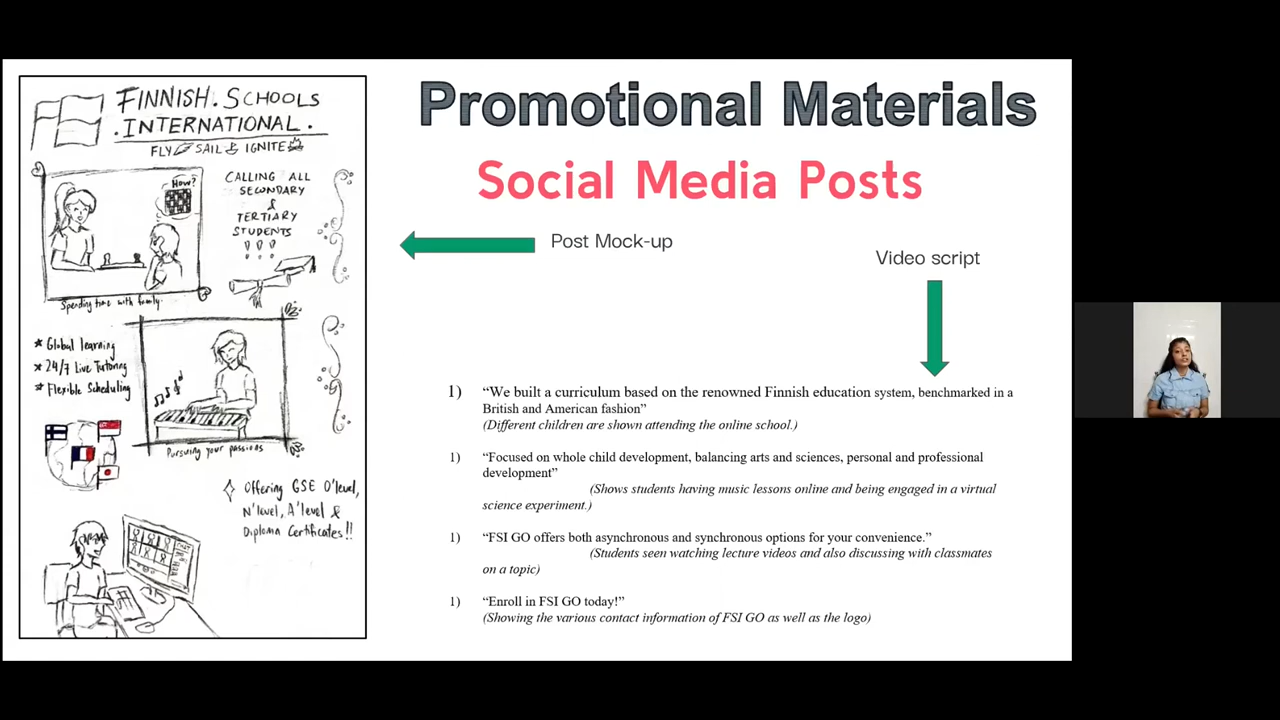 FINNISH. SCHOOLS
. INTERNATIONAL .
FLY SAIL & IGNITE
How?
CALLING ALL
SECONDARY
&
TERTIARY
STUDENTS
! ! !
Spending time with family.
* Global learning
* 24/7 Live Tutoring
* Flexible Scheduling
Pursuing your passions
Offering GSE O'level,
N'level, A'level &
Diploma Certificates!!
Promotional Materials
Social Media Posts
Post Mock-up
Video script
1) “We built a curriculum based on the renowned Finnish education system, benchmarked in a
British and American fashion”
(Different children are shown attending the online school.)
1) “Focused on whole child development, balancing arts and sciences, personal and professional
development”
(Shows students having music lessons online and being engaged in a virtual
science experiment.)
1) “FSI GO offers both asynchronous and synchronous options for your convenience.”
(Students seen watching lecture videos and also discussing with classmates
on a topic)
1) “Enroll in FSI GO today!”
(Showing the various contact information of FSI GO as well as the logo)